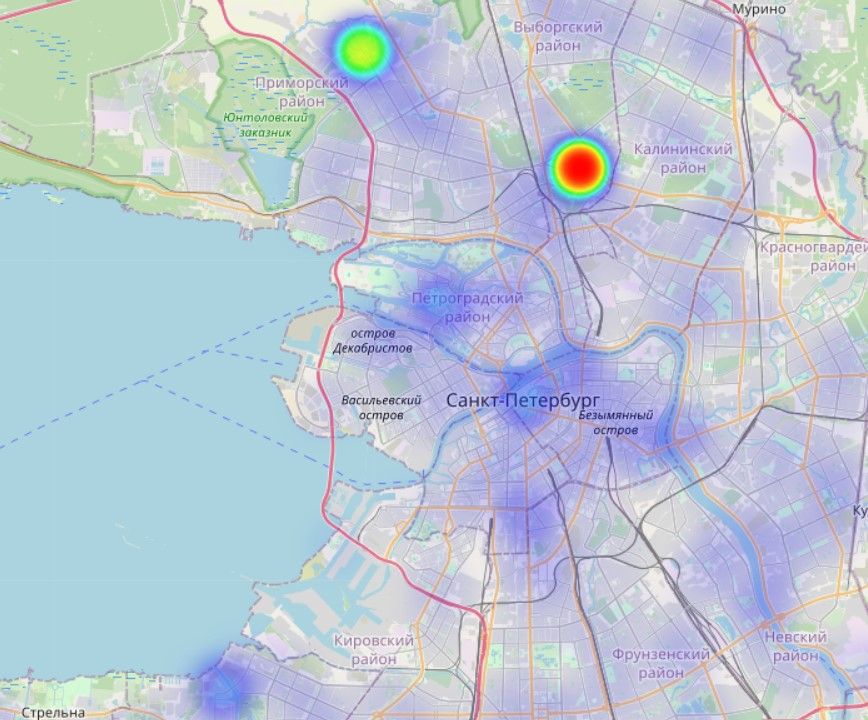 Мурино
Выборгский
район
Приморский
район
Юнтоловский
заказник
Калининский
район
Красногвардей
район
Петроградский
район
остров
Декабристов
Васильевский
остров
Санкт-Петербург
Безымянный
остров
Ку
Кировский
район
Фрунзенский
район
Невский
район
Стрельна